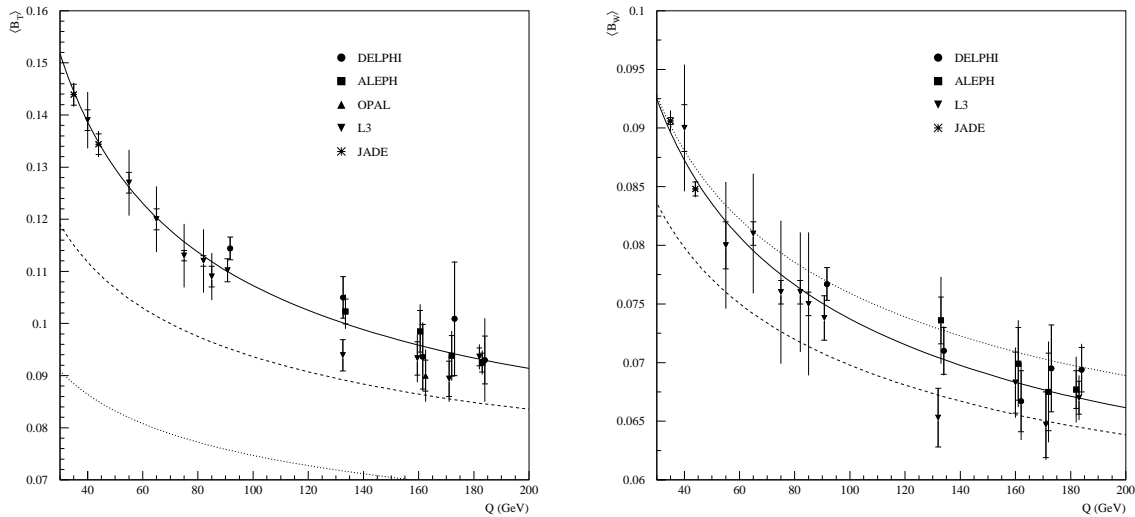 ⟨B_T⟩
0.16
0.15
0.14
0.13
0.12
0.11
0.1
0.09
0.08
0.07
40 60 80 100 120 140 160 180 200
Q (GeV)
DELPHI
ALEPH
OPAL
L3
JADE
⟨B_W⟩
0.1
0.095
0.09
0.085
0.08
0.075
0.07
0.065
0.06
40 60 80 100 120 140 160 180 200
Q (GeV)
DELPHI
ALEPH
L3
JADE